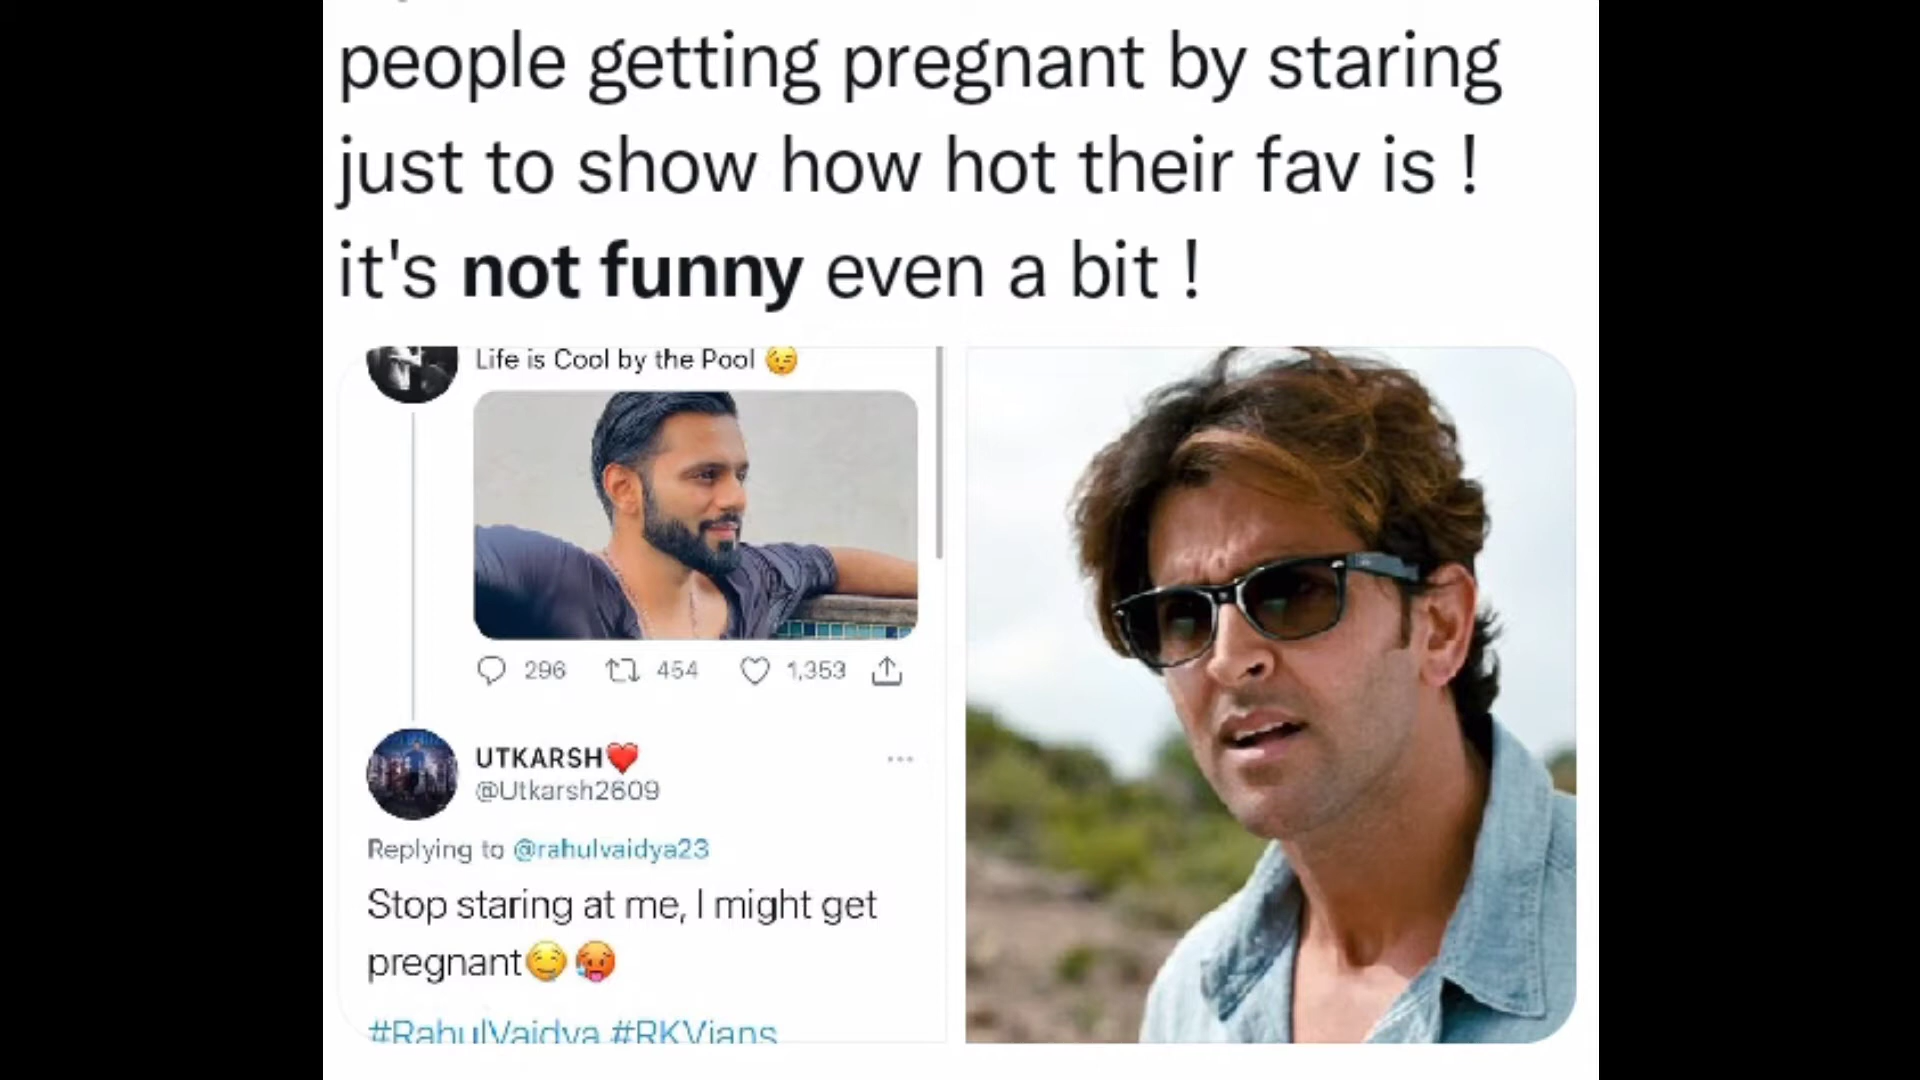 people getting pregnant by staring
just to show how hot their fav is !
it's not funny even a bit !
Life is Cool by the Pool 😉
296 454 1,353
UTKARSH❤️
@Utkarsh2609
Replying to @rahulvaidya23
Stop staring at me, I might get
pregnant🤤🥵
#RahulVaidya #RKVians